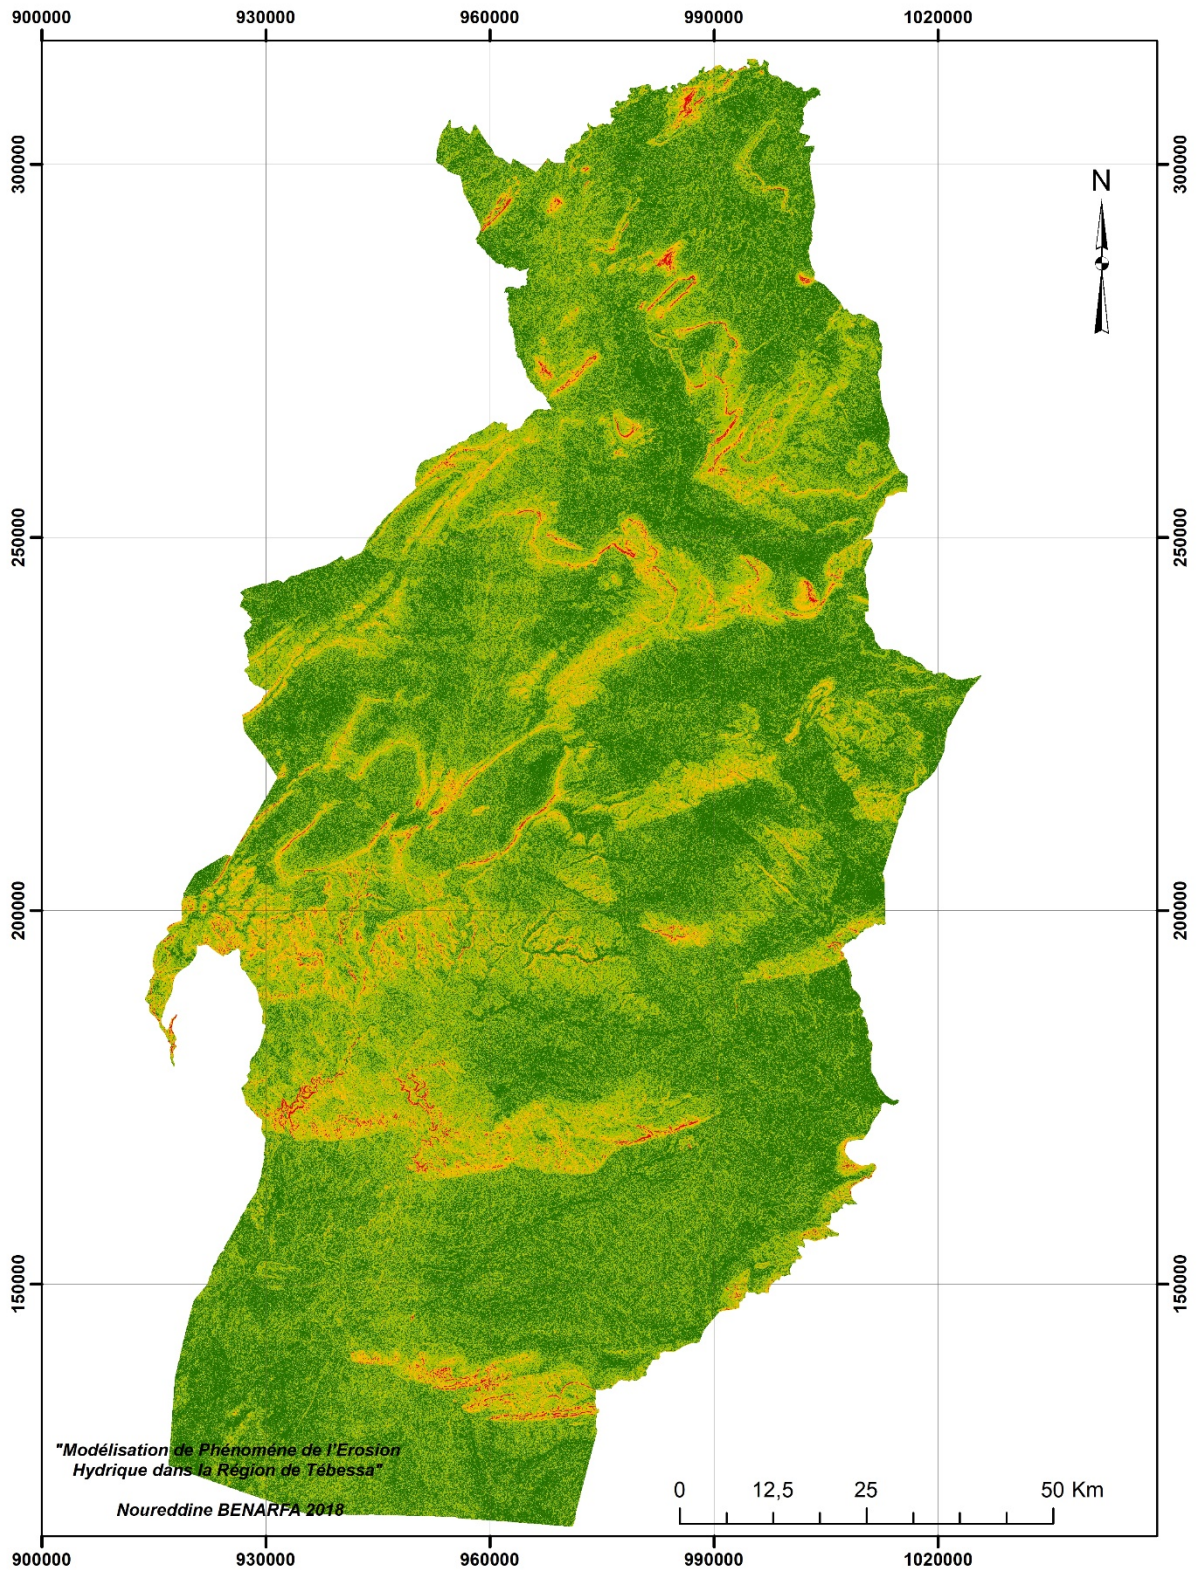 900000 930000 960000 990000 1020000
300000 300000
N
250000 250000
200000 200000
150000 150000
"Modélisation de Phénoméne de l'Erosion
Hydrique dans la Région de Tébessa"
Noureddine BENARFA 2018
0 12,5 25 50 Km
900000 930000 960000 990000 1020000